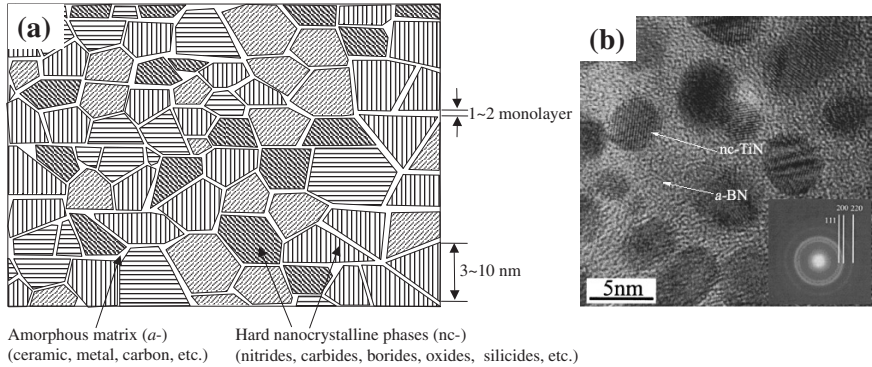 (a)
1~2 monolayer
3~10 nm
Amorphous matrix (a-)
(ceramic, metal, carbon, etc.)
Hard nanocrystalline phases (nc-)
(nitrides, carbides, borides, oxides, silicides, etc.)
(b)
nc-TiN
a-BN
200
220
111
5nm